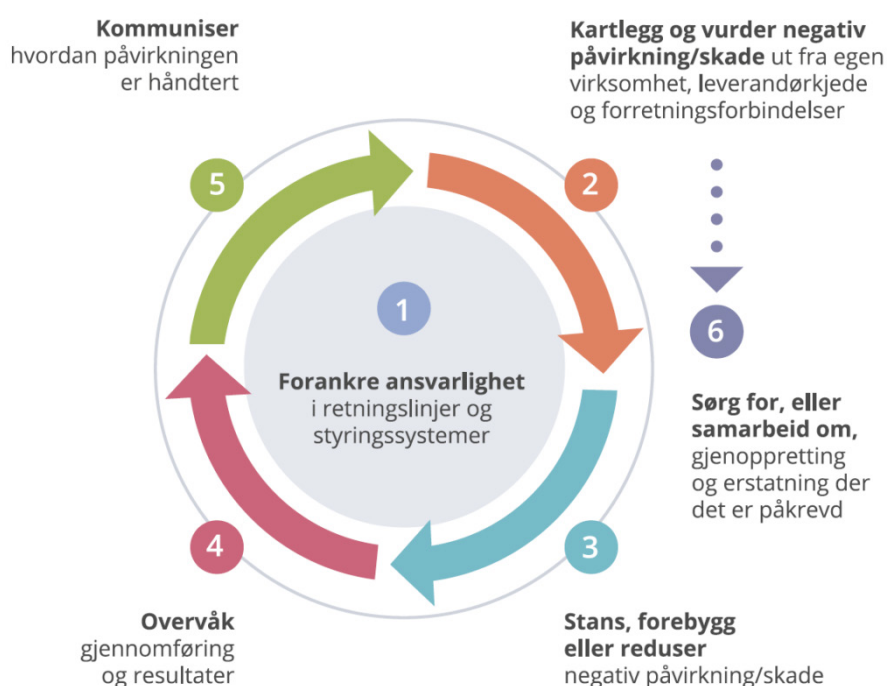 Kommuniser
hvordan påvirkningen
er håndtert
Kartlegg og vurder negativ
påvirkning/skade ut fra egen
virksomhet, leverandørkjede
og forretningsforbindelser
5
2
1
6
Forankre ansvarlighet
i retningslinjer og
styringssystemer
Sørg for, eller
samarbeid om,
gjenoppretting
og erstatning der
det er påkrevd
4
3
Overvåk
gjennomføring
og resultater
Stans, forebygg
eller reduser
negativ påvirkning/skade